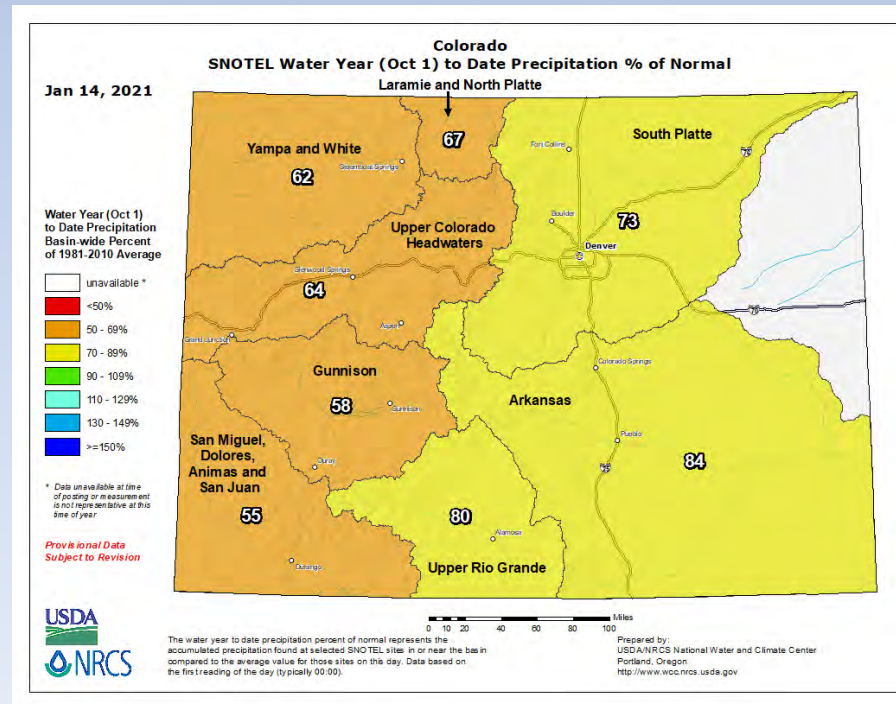 Colorado
SNOTEL Water Year (Oct 1) to Date Precipitation % of Normal
Jan 14, 2021
Laramie and North Platte
67
South Platte
Yampa and White
62
Steamboat Springs
Fort Collins
76
Water Year (Oct 1)
to Date Precipitation
Basin-wide Percent
of 1981-2010 Average
unavailable *
<50%
50 - 69%
70 - 89%
90 - 109%
110 - 129%
130 - 149%
>=150%
* Data unavailable at time
of posting or measurement
is not representative at this
time of year
Provisional Data
Subject to Revision
Upper Colorado
Headwaters
Boulder
73
Denver
Glenwood Springs
64
70
Aspen
Grand Junction
Colorado Springs
Gunnison
58
Gunnison
Arkansas
San Miguel,
Dolores,
Animas and
San Juan
55
Ouray
Pueblo
84
25
80
Alamosa
Durango
Upper Rio Grande
Miles
0 10 20 40 60 80 100
USDA
NRCS
The water year to date precipitation percent of normal represents the
accumulated precipitation found at selected SNOTEL sites in or near the basin
compared to the average value for those sites on this day. Data based on
the first reading of the day (typically 00:00).
Prepared by:
USDA/NRCS National Water and Climate Center
Portland, Oregon
http://www.wcc.nrcs.usda.gov